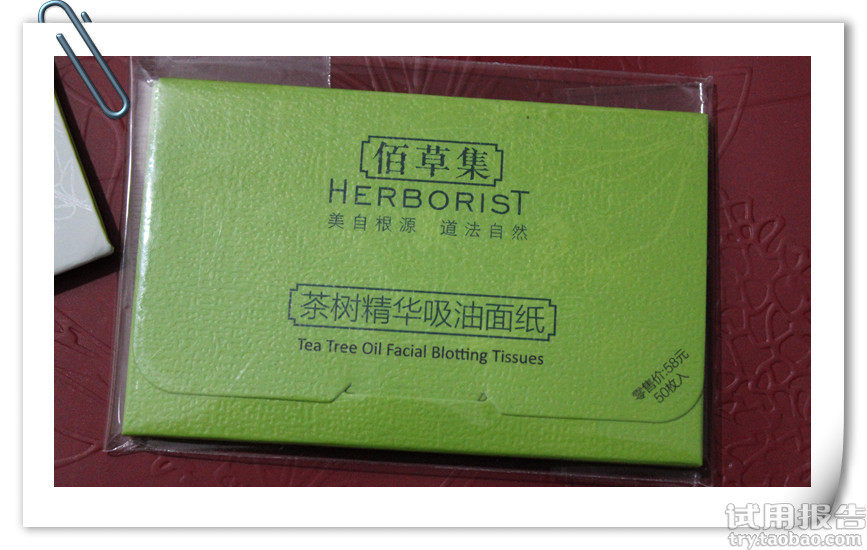 佰草集
HERBORIST
美自根源 道法自然
茶树精华吸油面纸
Tea Tree Oil Facial Blotting Tissues
零售价:58元
50枚入
试用报告
try.taobao.com